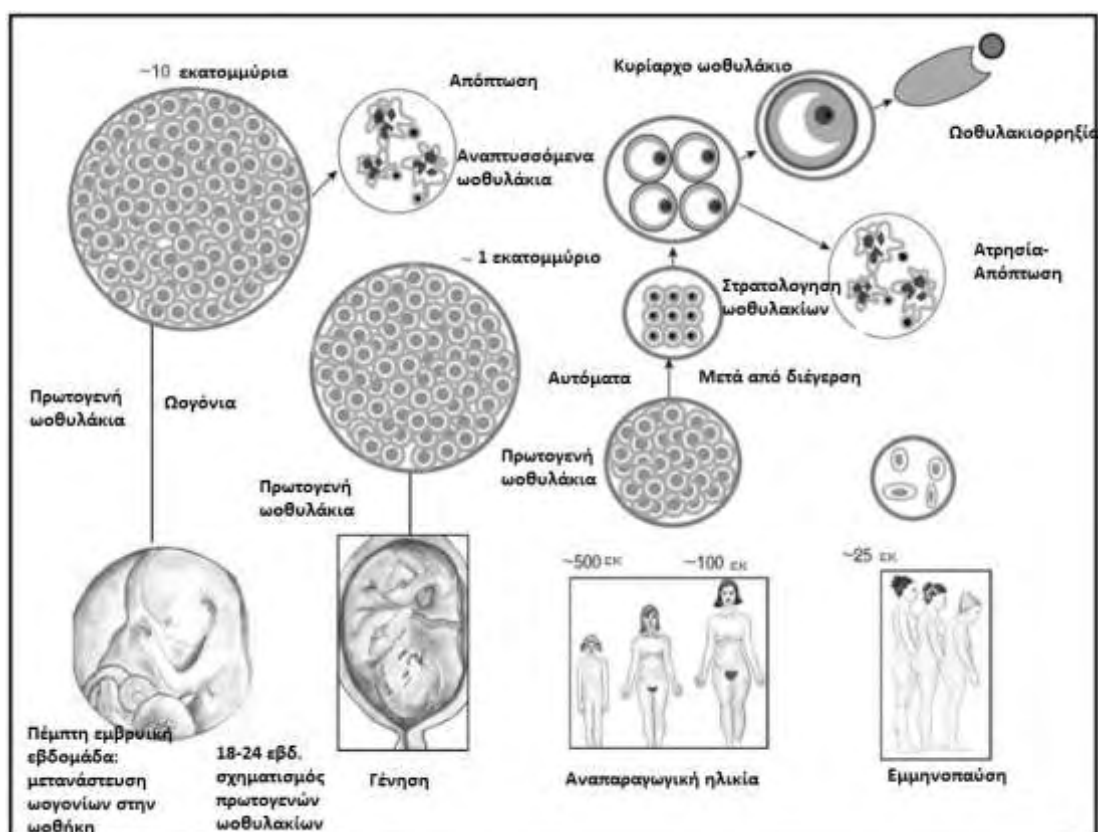 ~10 εκατομμύρια
Απόπτωση
Αναπτυσσόμενα
ωοθυλάκια
Κυρίαρχο ωοθυλάκιο
Ωοθυλακιορρηξία
~ 1 εκατομμύριο
Ατρησία-
Απόπτωση
Στρατολογηση
ωοθυλακίων
Αυτόματα
Μετά από διέγερση
Πρωτογενή
ωοθυλάκια
Ωογόνια
Πρωτογενή
ωοθυλάκια
Πρωτογενή
ωοθυλάκια
~500 εκ
~100 εκ
~25 εκ
Πέμπτη εμβρυική
εβδομάδα:
μετανάστευση
ωογονίων στην
ωοθήκη
18-24 εβδ.
σχηματισμός
πρωτογενών
ωοθυλακίων
Γένηση
Αναπαραγωγική ηλικία
Εμμηνοπαύση